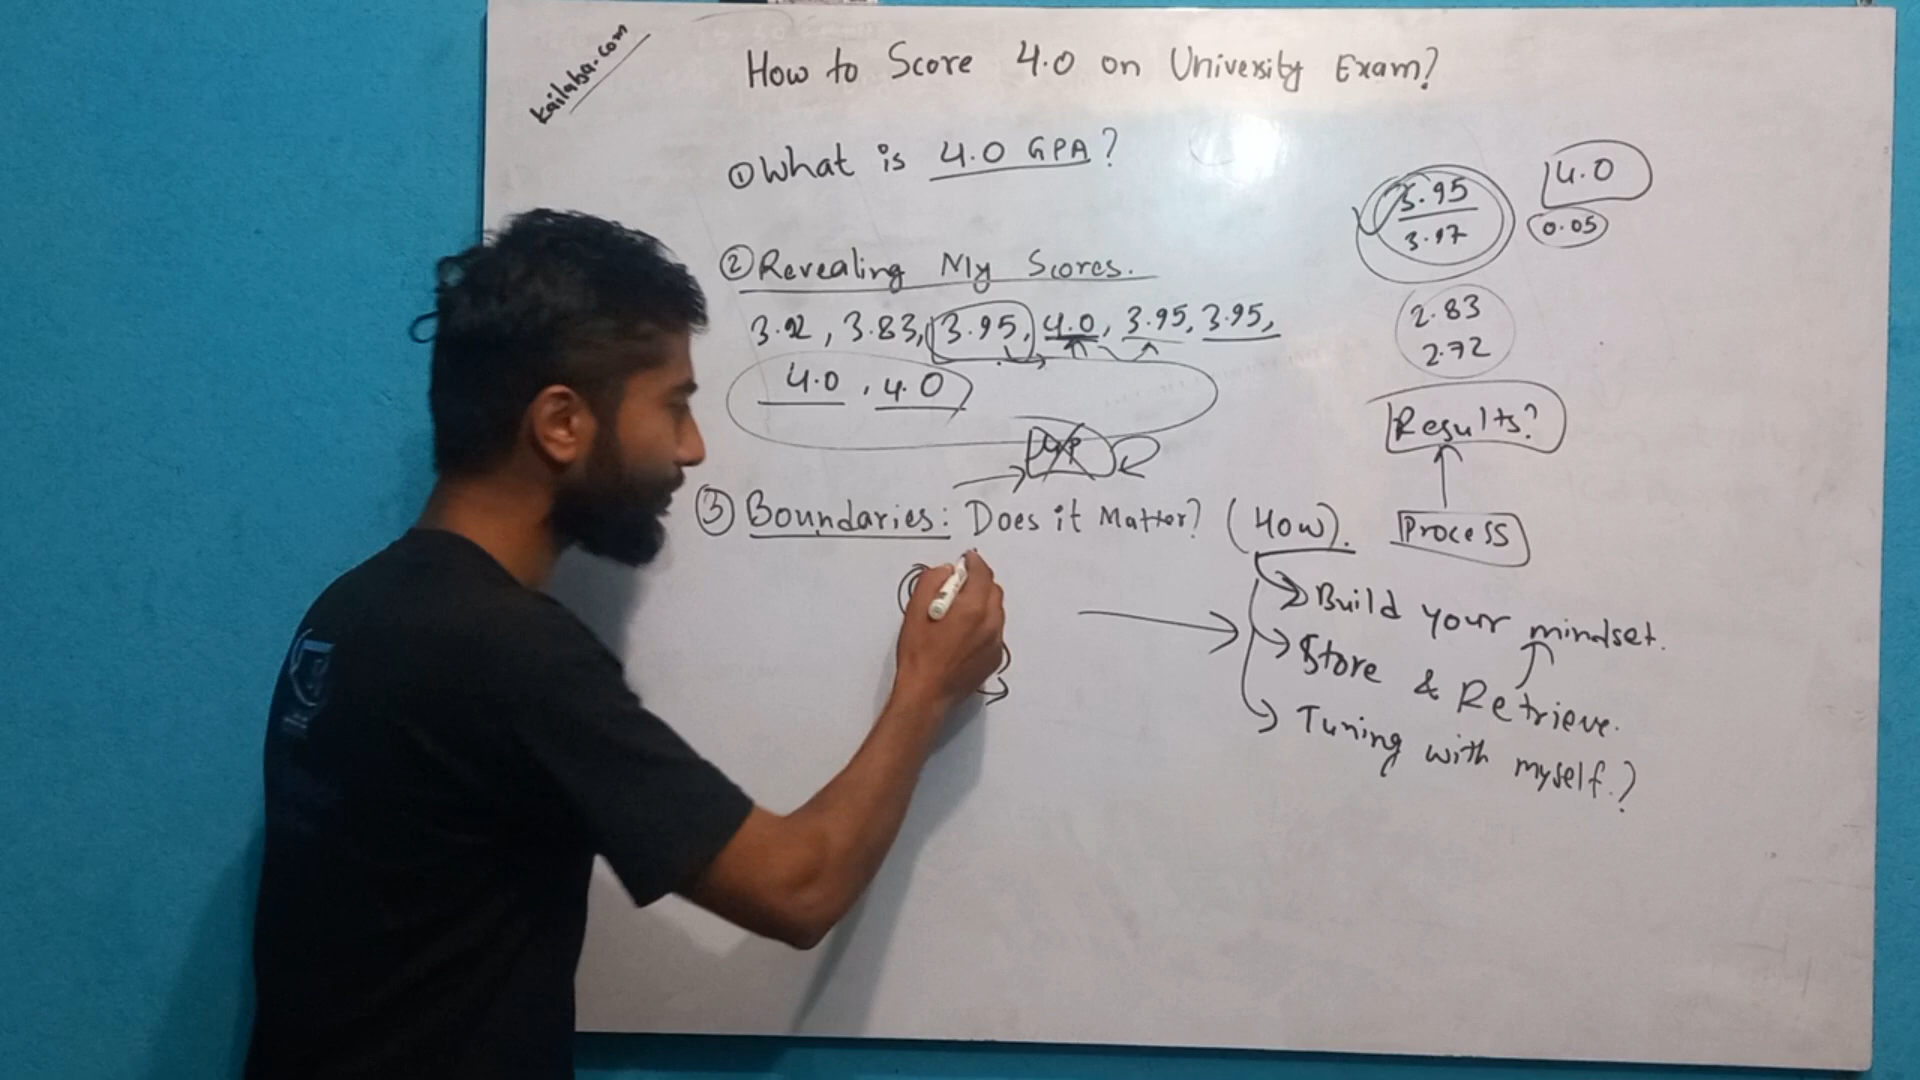 kailaba.com
How to Score 4.0 on University Exam?
① What is 4.0 GPA?
3.95
3.97
4.0
0.05
② Revealing My Scores.
3.92, 3.83, 3.95, 4.0, 3.95, 3.95,
4.0, 4.0
2.83
2.72
Results?
Process
③ Boundaries: Does it Matter? (How).
Build your mindset.
Store & Retrieve.
Tuning with myself.?